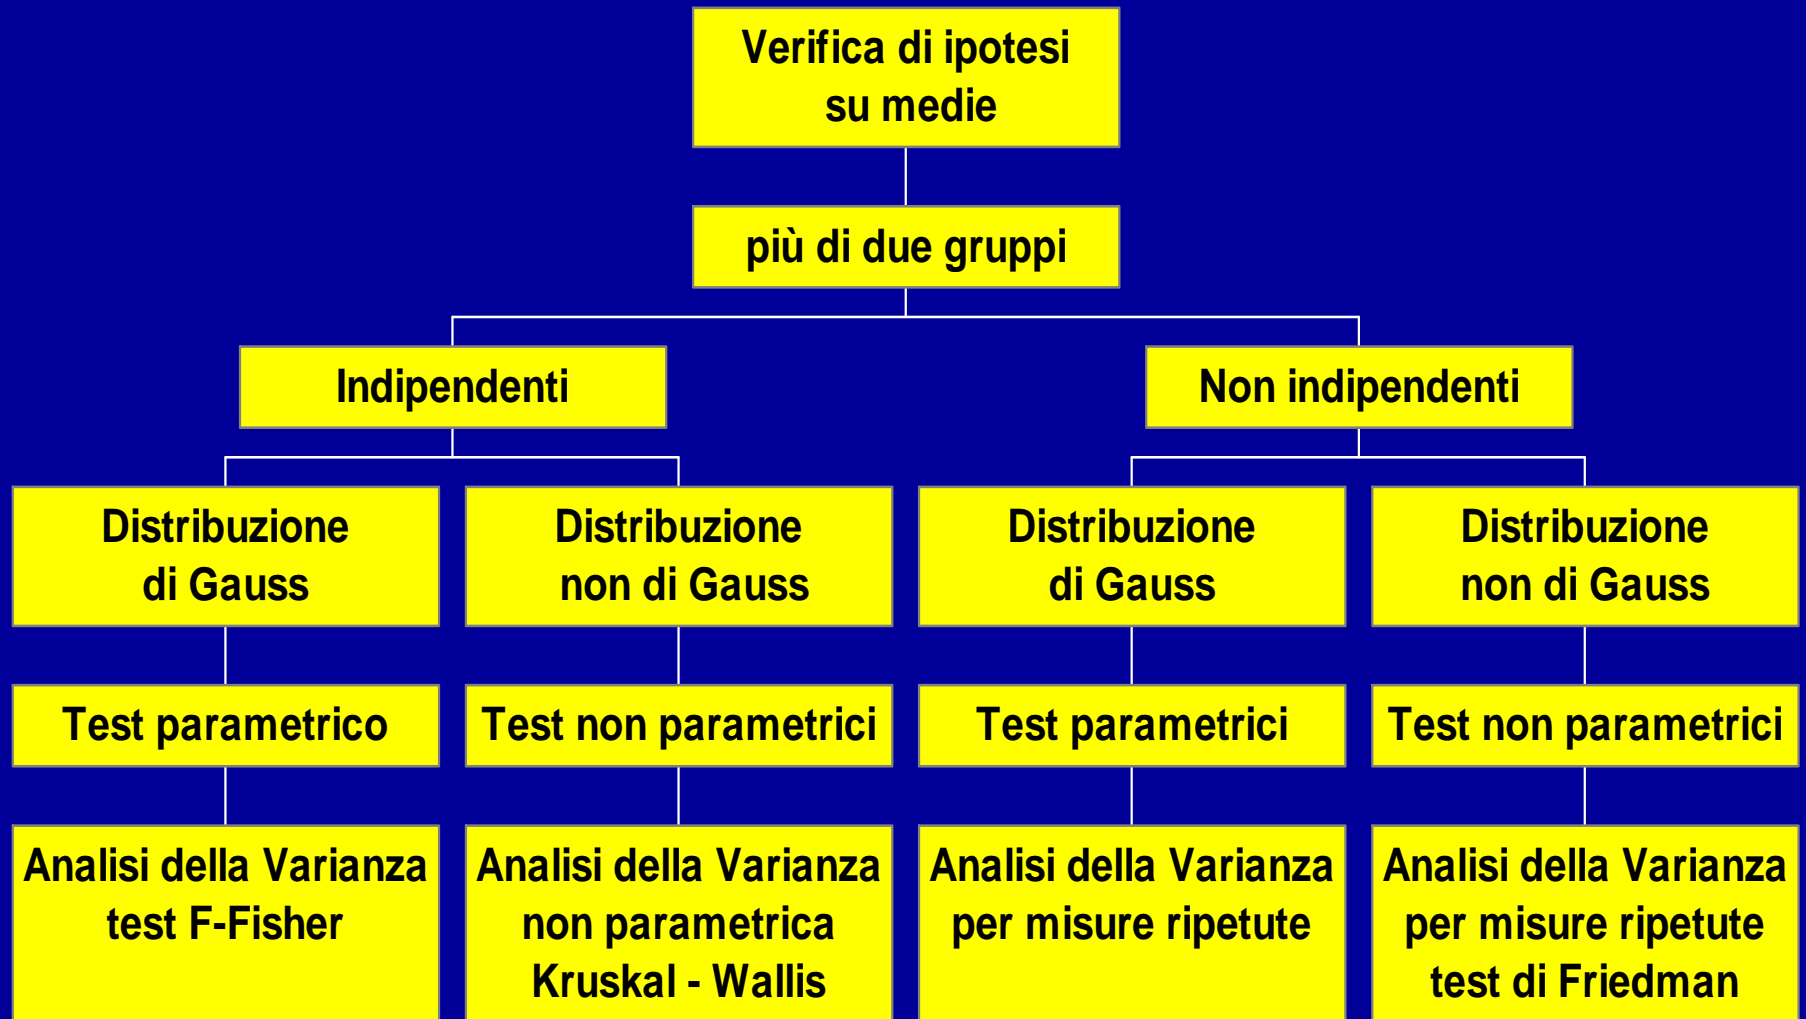 Verifica di ipotesi
su medie
più di due gruppi
Indipendenti
Non indipendenti
Distribuzione
di Gauss
Distribuzione
non di Gauss
Distribuzione
di Gauss
Distribuzione
non di Gauss
Test parametrico
Test non parametrici
Test parametrici
Test non parametrici
Analisi della Varianza
test F-Fisher
Analisi della Varianza
non parametrica
Kruskal - Wallis
Analisi della Varianza
per misure ripetute
Analisi della Varianza
per misure ripetute
test di Friedman